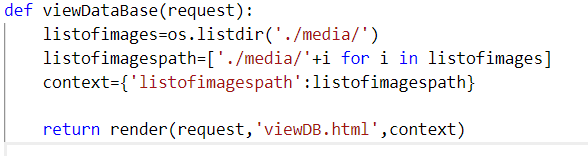 def viewDataBase(request):
    listofimages=os.listdir('./media/')
    listofimagespath=['./media/'+i for i in listofimages]
    context={'listofimagespath':listofimagespath}
    return render(request,'viewDB.html',context)